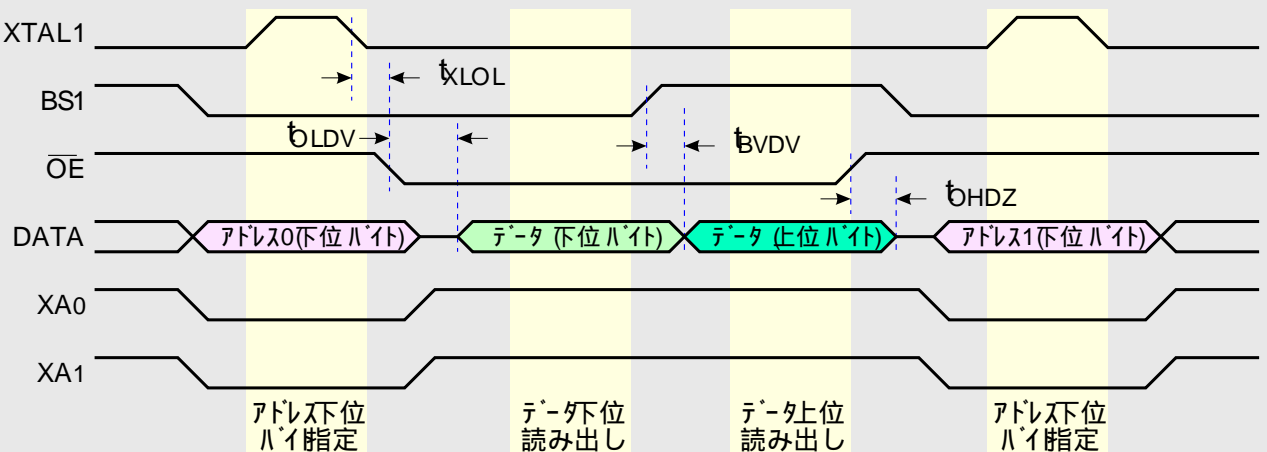 XTAL1
tXLOL
BS1
tOLDV
tBVDV
OE
tOHDZ
DATA
アドレス0(下位バイト)
データ(下位バイト)
データ(上位バイト)
アドレス1(下位バイト)
XA0
XA1
アドレス下位
バイト指定
データ下位
読み出し
データ上位
読み出し
アドレス下位
バイト指定